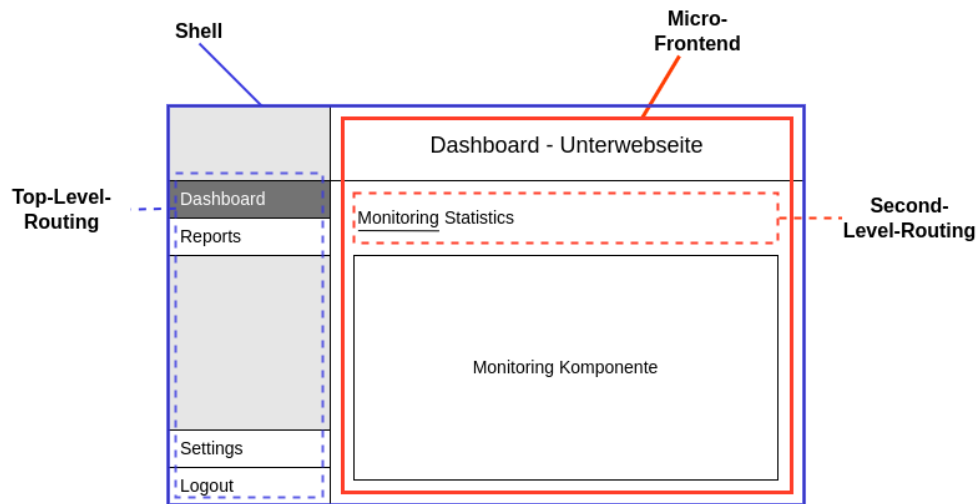 Shell
Micro-
Frontend
Dashboard - Unterwebseite
Top-Level-
Routing
Dashboard
Reports
Monitoring Statistics
Second-
Level-Routing
Monitoring Komponente
Settings
Logout